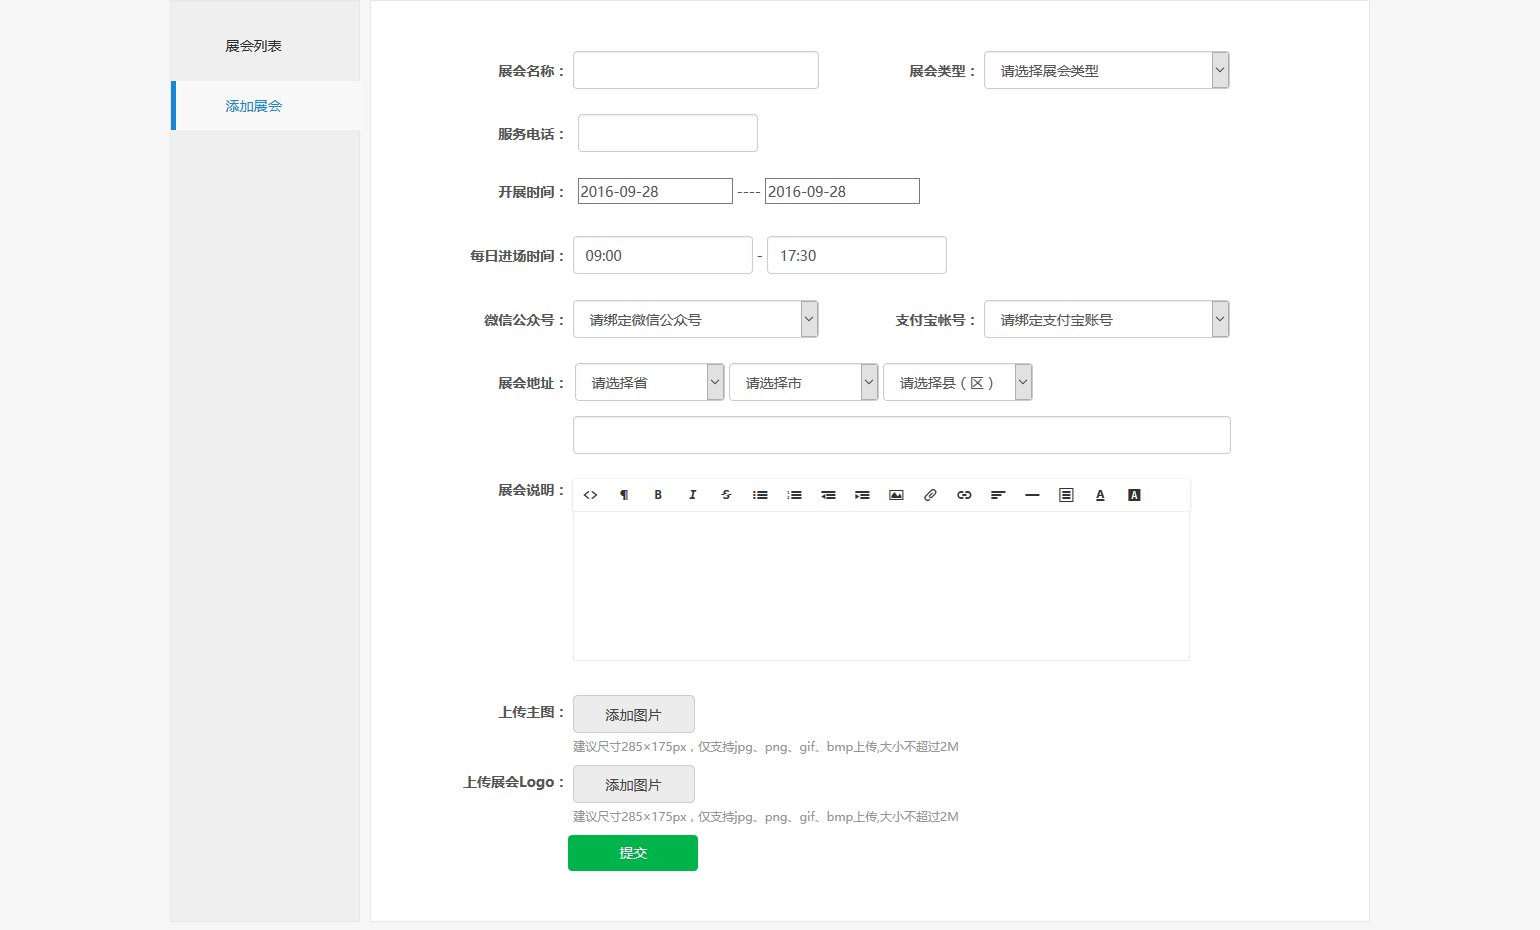 展会列表
添加展会
展会名称： 展会类型： 请选择展会类型
服务电话：
开展时间： 2016-09-28 ---- 2016-09-28
每日进场时间： 09:00 - 17:30
微信公众号： 请绑定微信公众号 支付宝帐号： 请绑定支付宝账号
展会地址： 请选择省 请选择市 请选择县（区）
展会说明： <> ¶ B I S A A
上传主图： 添加图片
建议尺寸285×175px，仅支持jpg、png、gif、bmp上传,大小不超过2M
上传展会Logo： 添加图片
建议尺寸285×175px，仅支持jpg、png、gif、bmp上传,大小不超过2M
提交